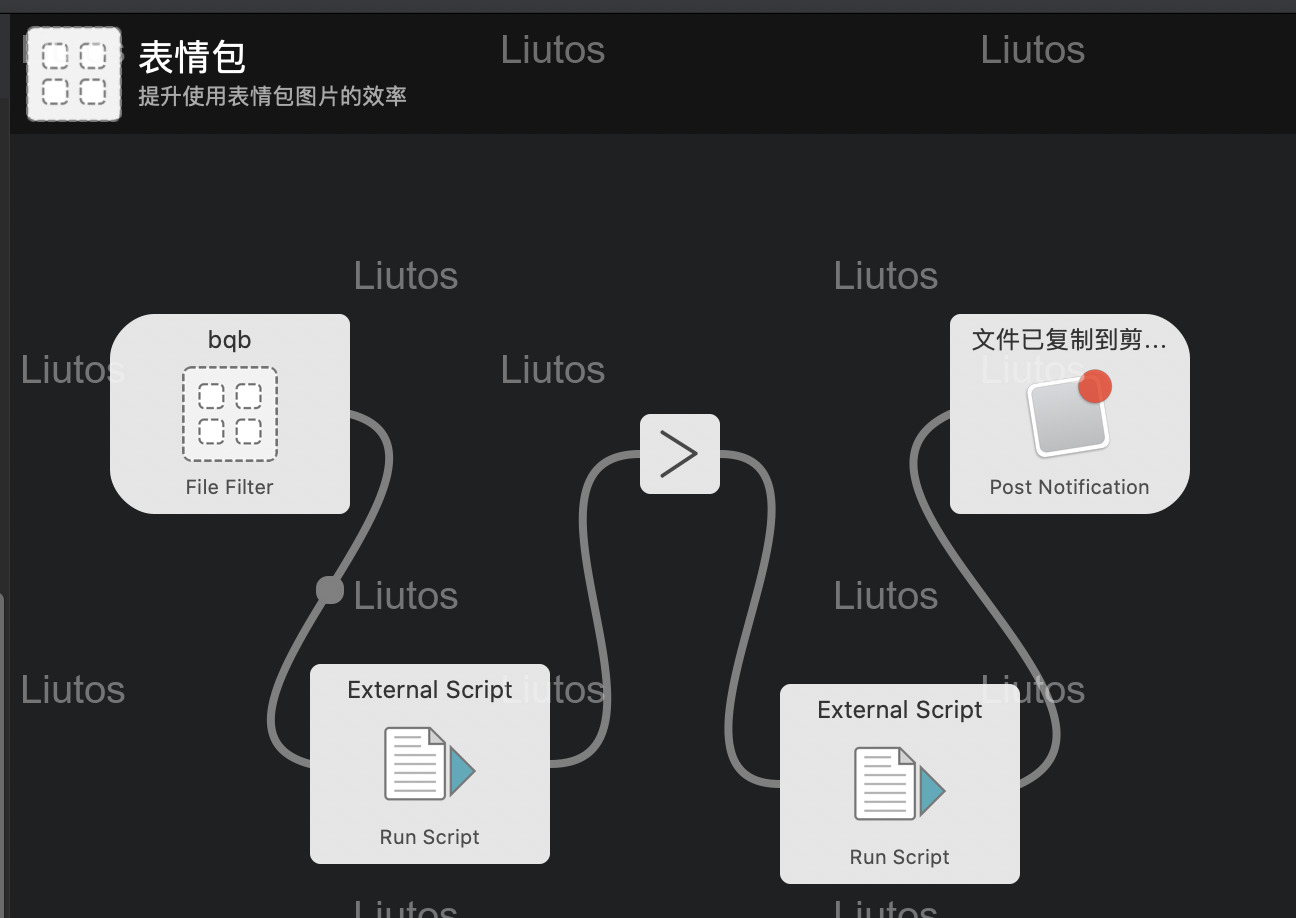 表情包
提升使用表情包图片的效率
Liutos
Liutos
Liutos
Liutos
bqb
File Filter
文件已复制到剪...
Post Notification
Liutos
Liutos
Liutos
Liutos
Liutos
Liutos
External Script
Run Script
External Script
Run Script
Liutos
Liutos